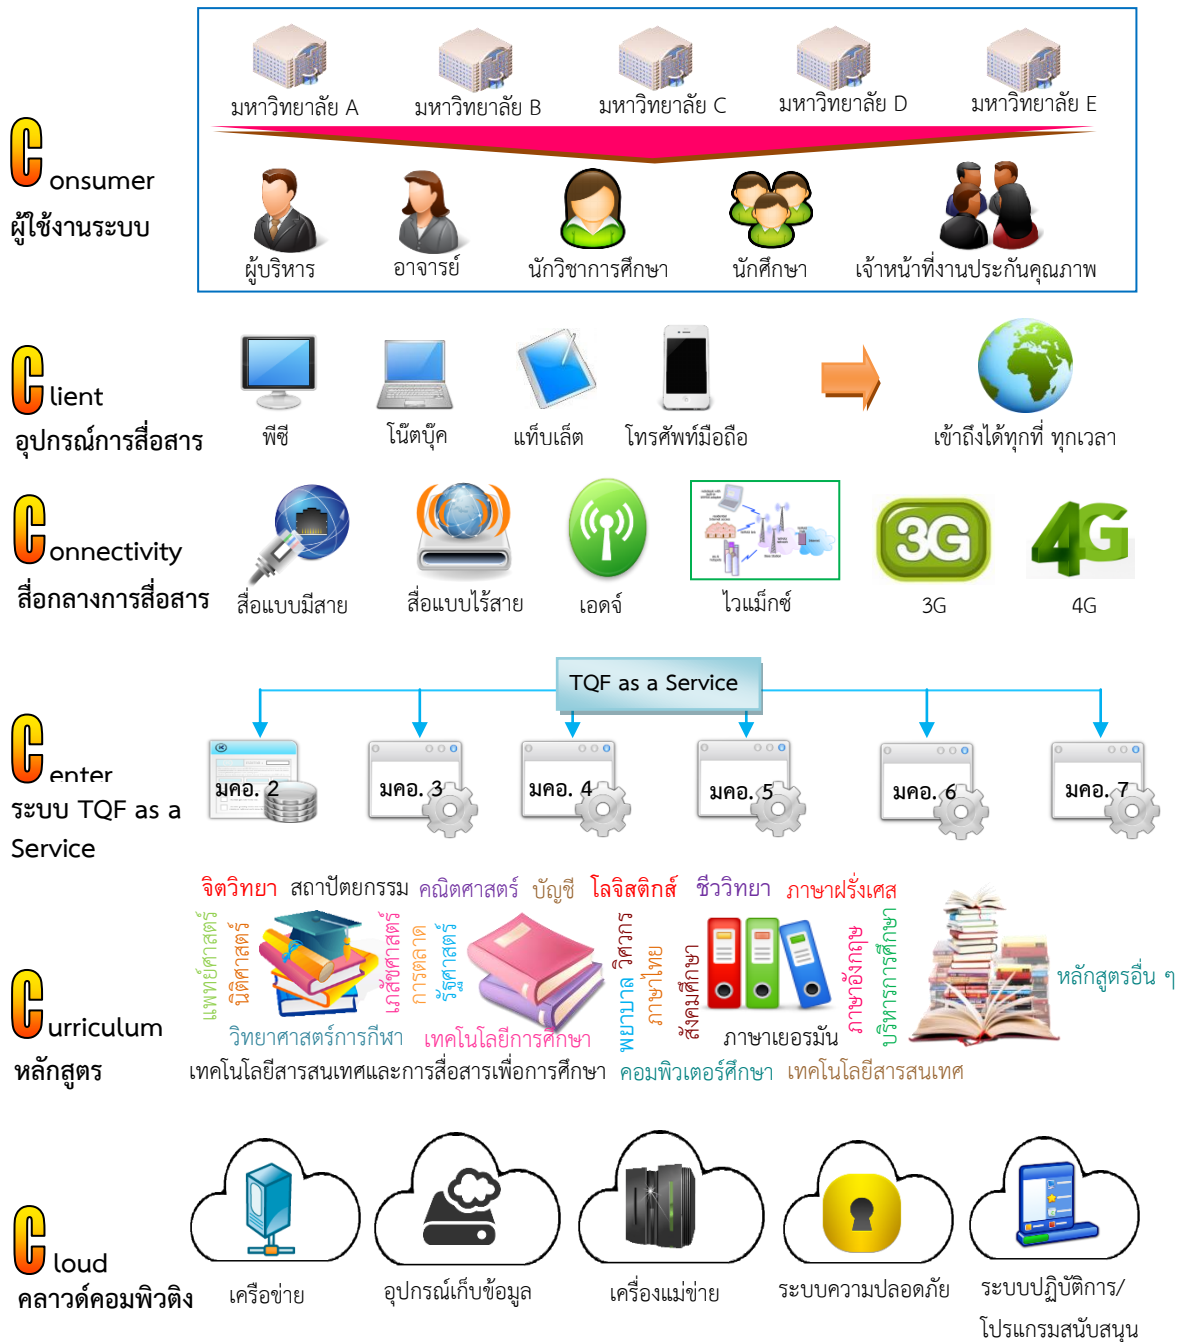 มหาวิทยาลัย A มหาวิทยาลัย B มหาวิทยาลัย C มหาวิทยาลัย D มหาวิทยาลัย E
Consumer
ผู้ใช้งานระบบ
ผู้บริหาร อาจารย์ นักวิชาการศึกษา นักศึกษา เจ้าหน้าที่งานประกันคุณภาพ
Client
อุปกรณ์การสื่อสาร
พีซี โน๊ตบุ๊ค แท็บเล็ต โทรศัพท์มือถือ เข้าถึงได้ทุกที่ ทุกเวลา
Connectivity
สื่อกลางการสื่อสาร
3G 4G
สื่อแบบมีสาย สื่อแบบไร้สาย เอดจ์ ไวแม็กซ์ 3G 4G
TQF as a Service
Center
ระบบ TQF as a
Service
มคอ. 2 มคอ. 3 มคอ. 4 มคอ. 5 มคอ. 6 มคอ. 7
จิตวิทยา สถาปัตยกรรม คณิตศาสตร์ บัญชี โลจิสติกส์ ชีววิทยา ภาษาฝรั่งเศส
แพทย์ศาสตร์
นิติศาสตร์
เภสัชศาสตร์
การตลาด
รัฐศาสตร์
พยาบาล วิศวกร
ภาษาไทย
สังคมศึกษา
ภาษาอังกฤษ
บริหารการศึกษา
หลักสูตรอื่น ๆ
Curriculum
หลักสูตร
วิทยาศาสตร์การกีฬา เทคโนโลยีการศึกษา ภาษาเยอรมัน
เทคโนโลยีสารสนเทศและการสื่อสารเพื่อการศึกษา คอมพิวเตอร์ศึกษา เทคโนโลยีสารสนเทศ
Cloud
คลาวด์คอมพิวติง
เครือข่าย อุปกรณ์เก็บข้อมูล เครื่องแม่ข่าย ระบบความปลอดภัย ระบบปฏิบัติการ/
โปรแกรมสนับสนุน